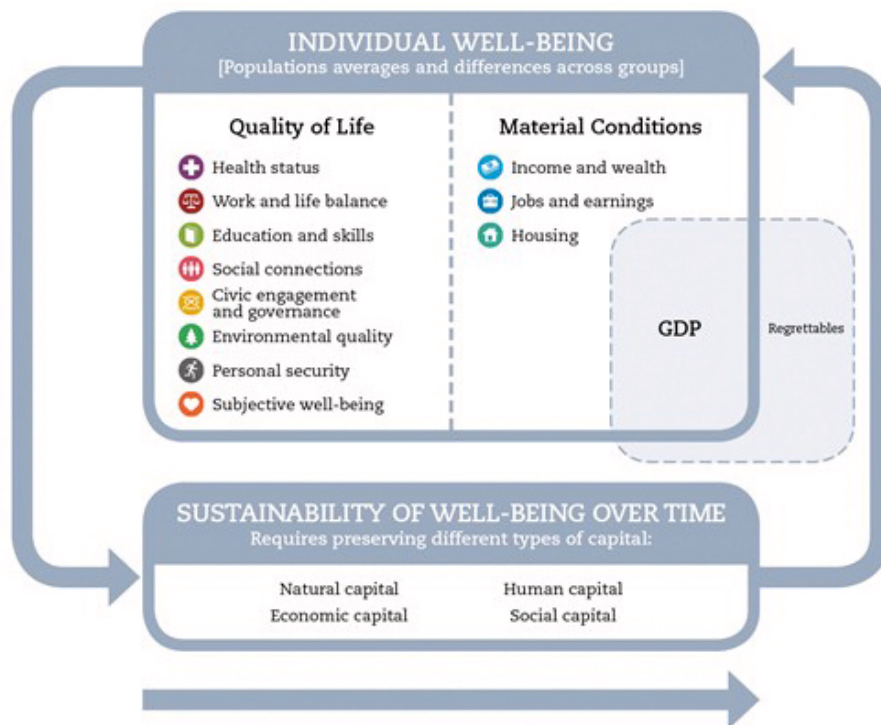 INDIVIDUAL WELL-BEING
[Populations averages and differences across groups]
Quality of Life
Health status
Work and life balance
Education and skills
Social connections
Civic engagement
and governance
Environmental quality
Personal security
Subjective well-being
Material Conditions
Income and wealth
Jobs and earnings
Housing
GDP
Regrettables
SUSTAINABILITY OF WELL-BEING OVER TIME
Requires preserving different types of capital:
Natural capital
Human capital
Economic capital
Social capital